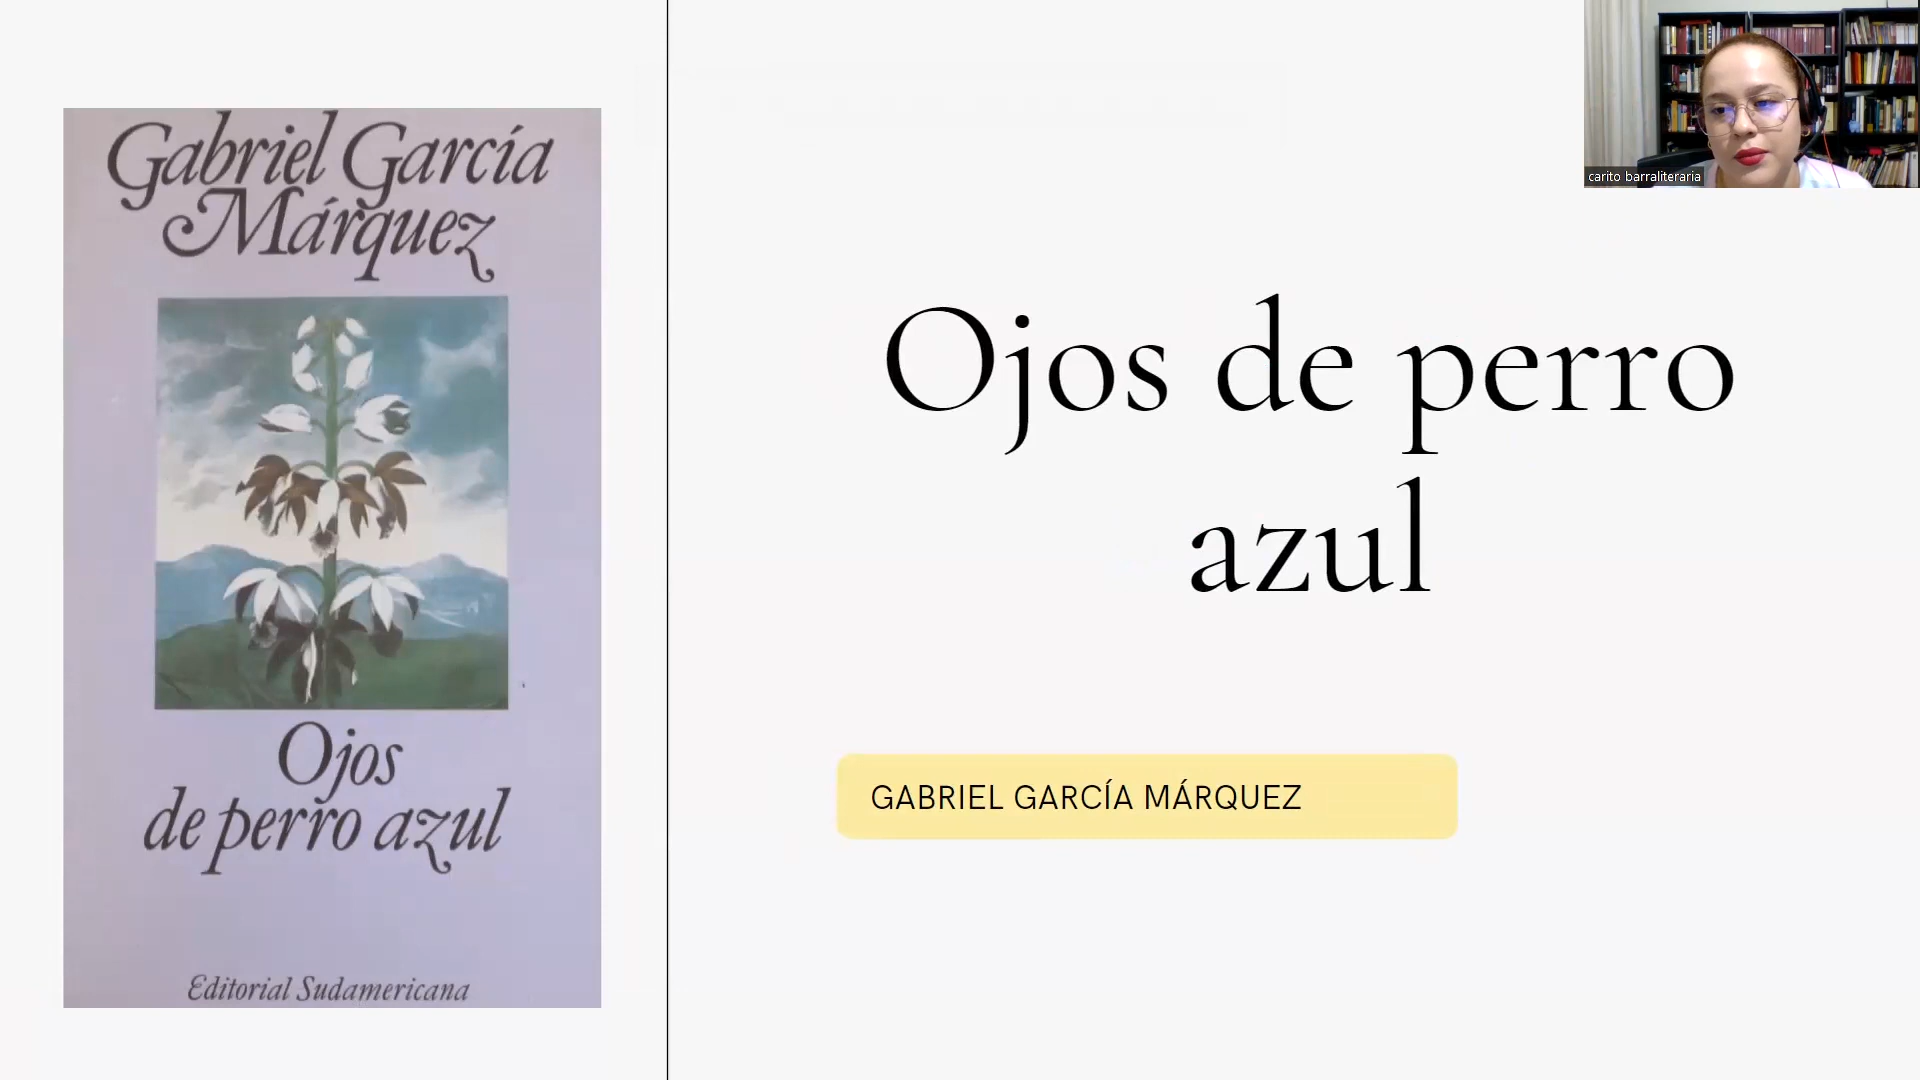 Gabriel García
Márquez
Ojos
de perro azul
Editorial Sudamericana
Ojos de perro
azul
GABRIEL GARCÍA MÁRQUEZ
carito barraliteraria